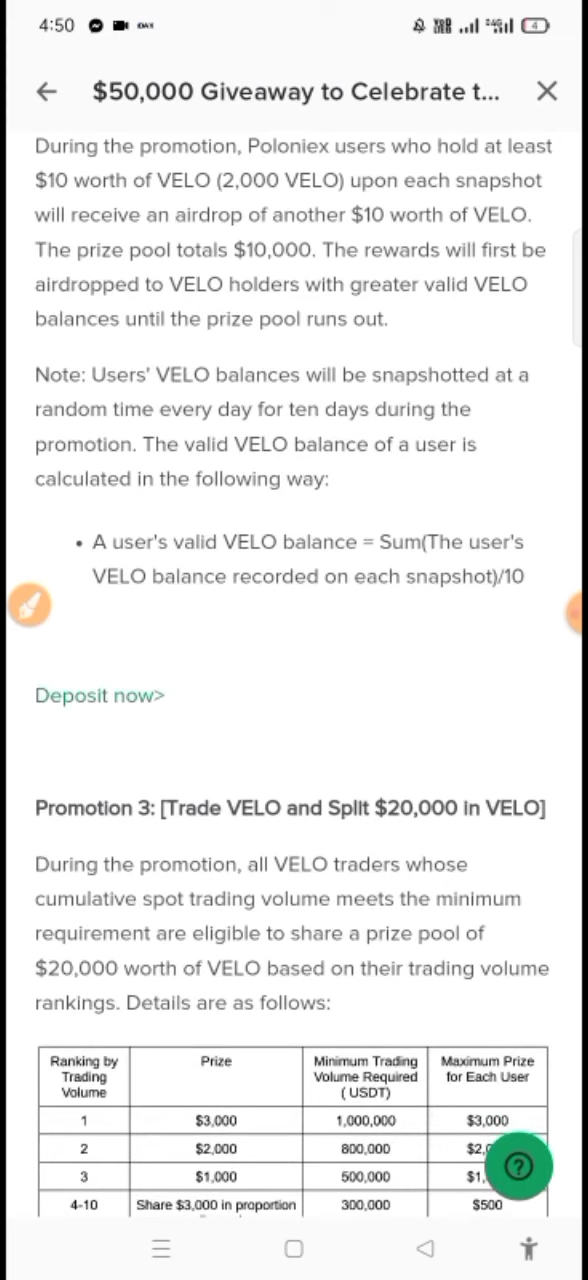 4:50
4
$50,000 Giveaway to Celebrate t...
During the promotion, Poloniex users who hold at least
$10 worth of VELO (2,000 VELO) upon each snapshot
will receive an airdrop of another $10 worth of VELO.
The prize pool totals $10,000. The rewards will first be
airdropped to VELO holders with greater valid VELO
balances until the prize pool runs out.
Note: Users' VELO balances will be snapshotted at a
random time every day for ten days during the
promotion. The valid VELO balance of a user is
calculated in the following way:
• A user's valid VELO balance = Sum(The user's
VELO balance recorded on each snapshot)/10
Deposit now>
Promotion 3: [Trade VELO and Split $20,000 in VELO]
During the promotion, all VELO traders whose
cumulative spot trading volume meets the minimum
requirement are eligible to share a prize pool of
$20,000 worth of VELO based on their trading volume
rankings. Details are as follows:
Ranking by Trading Volume Prize Minimum Trading Volume Required ( USDT) Maximum Prize for Each User
1 $3,000 1,000,000 $3,000
2 $2,000 800,000
3 $1,000 500,000
4-10 Share $3,000 in proportion 300,000 $500